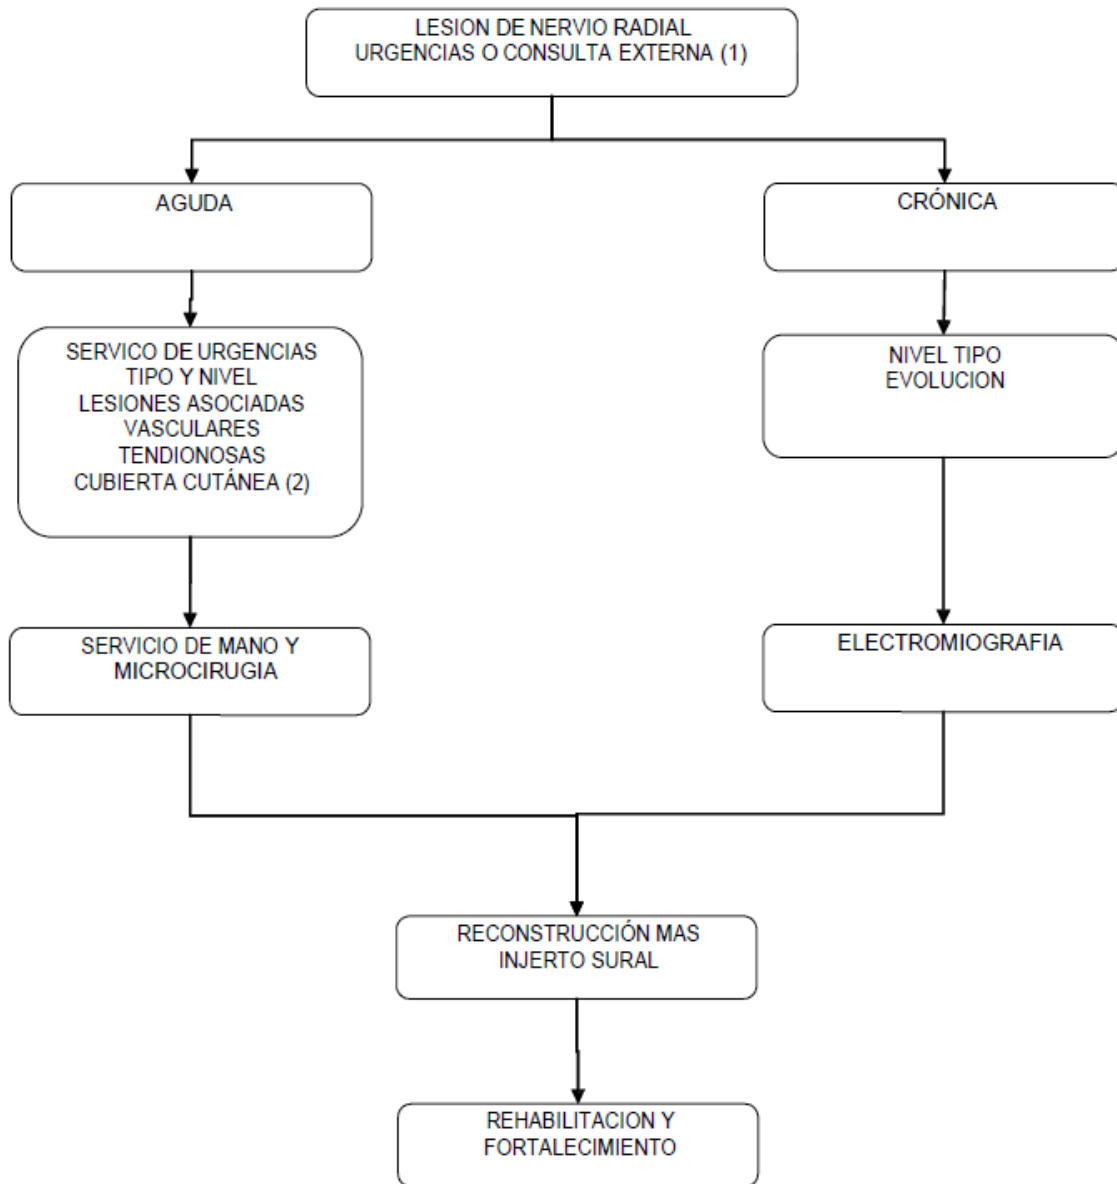 LESION DE NERVIO RADIAL
URGENCIAS O CONSULTA EXTERNA (1)
AGUDA
CRÓNICA
SERVICO DE URGENCIAS
TIPO Y NIVEL
LESIONES ASOCIADAS
VASCULARES
TENDIONOSAS
CUBIERTA CUTÁNEA (2)
NIVEL TIPO
EVOLUCION
SERVICIO DE MANO Y
MICROCIRUGIA
ELECTROMIOGRAFIA
RECONSTRUCCIÓN MAS
INJERTO SURAL
REHABILITACION Y
FORTALECIMIENTO